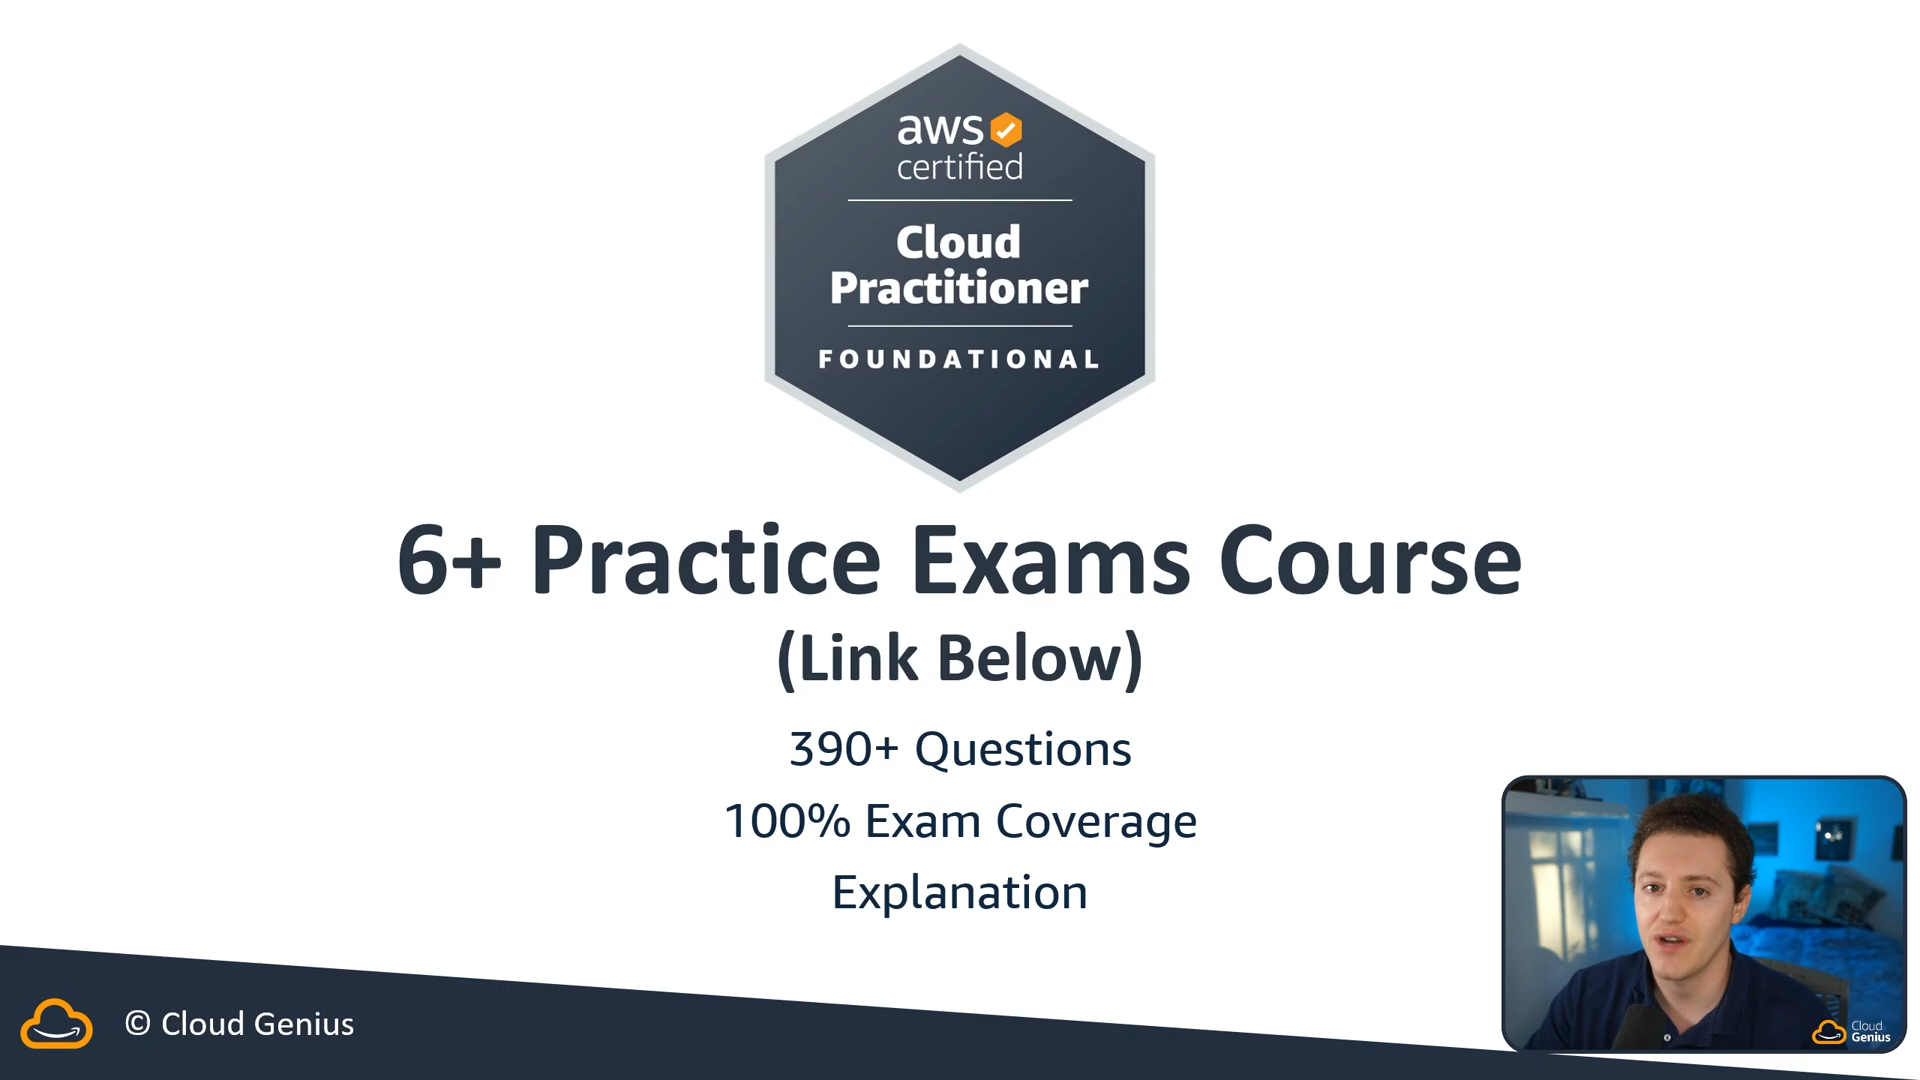 aws
certified
Cloud
Practitioner
FOUNDATIONAL
6+ Practice Exams Course
(Link Below)
390+ Questions
100% Exam Coverage
Explanation
© Cloud Genius
Cloud
Genius